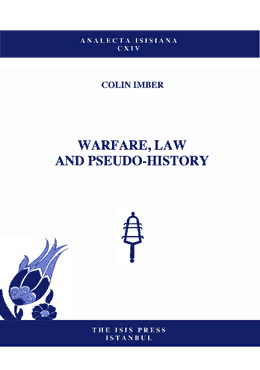 ANALECTA ISISIANA
CXIV
COLIN IMBER
WARFARE, LAW
AND PSEUDO-HISTORY
THE ISIS PRESS
ISTANBUL